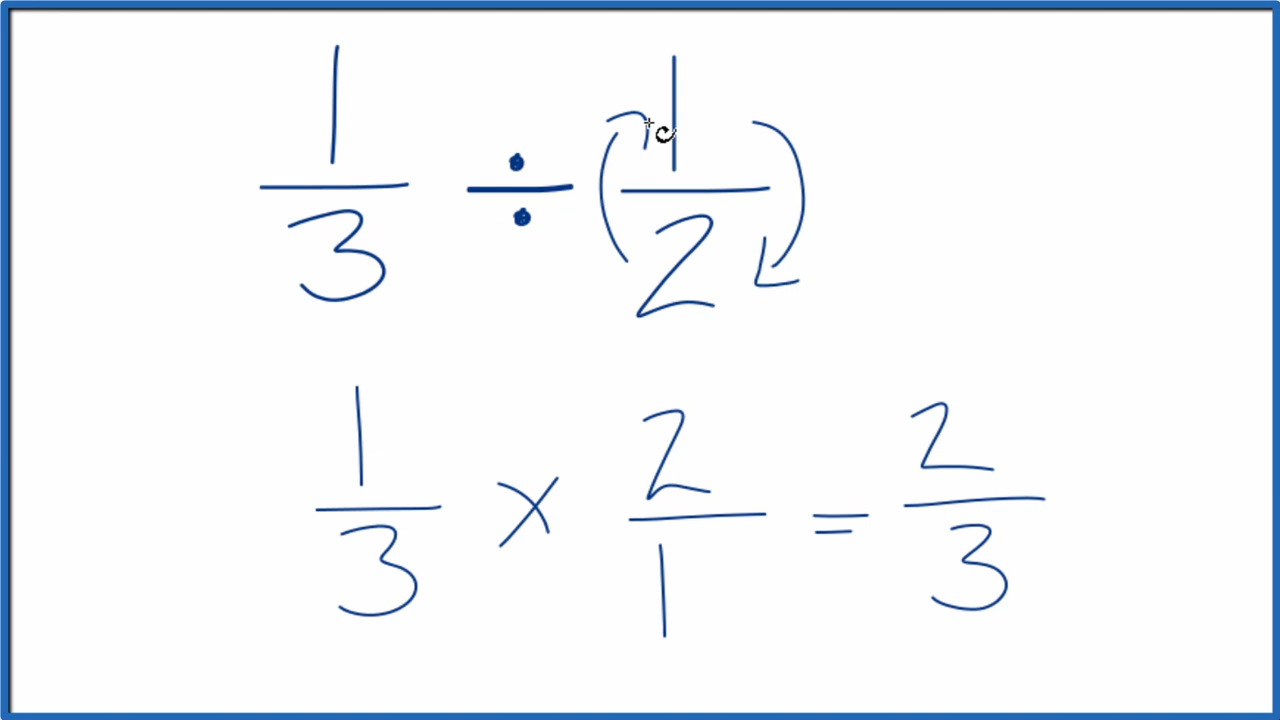 1/3 ÷ 1/2
1/3 × 2/1 = 2/3